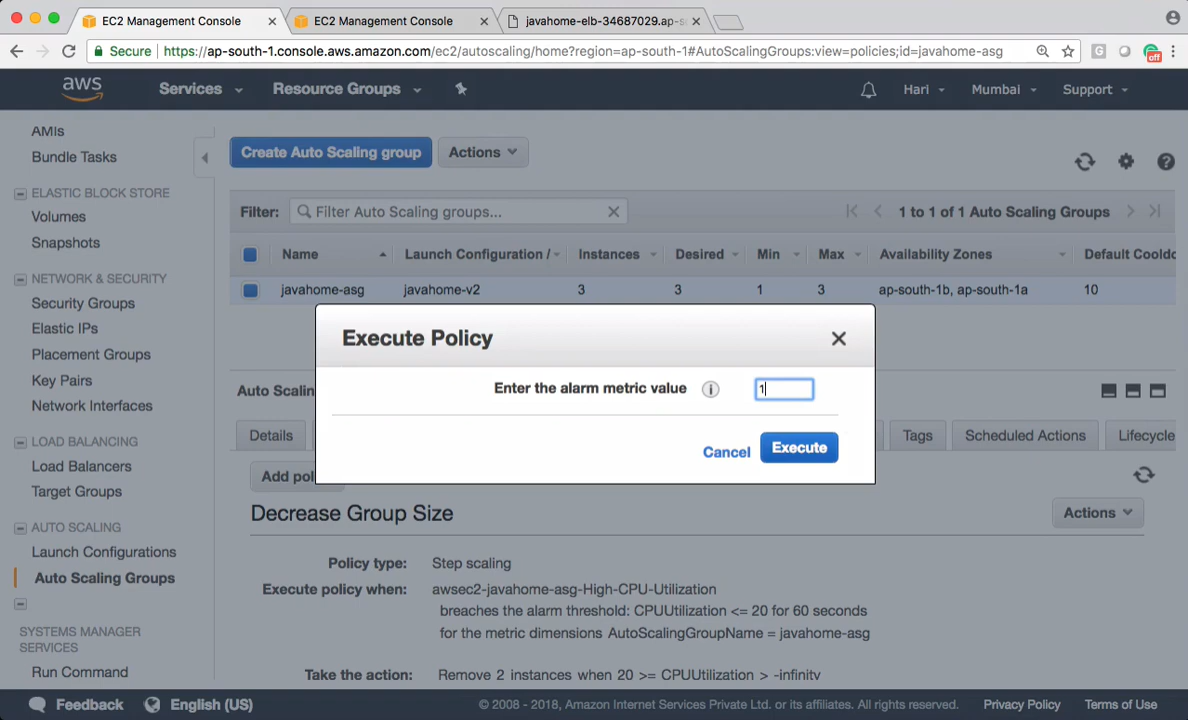 EC2 Management Console
EC2 Management Console
javahome-elb-34687029.ap-s
Secure
https://ap-south-1.console.aws.amazon.com/ec2/autoscaling/home?region=ap-south-1#AutoScalingGroups:view=policies;id=javahome-asg
off
aws
Services
Resource Groups
Hari
Mumbai
Support
AMIs
Bundle Tasks
ELASTIC BLOCK STORE
Volumes
Snapshots
NETWORK & SECURITY
Security Groups
Elastic IPs
Placement Groups
Key Pairs
Network Interfaces
LOAD BALANCING
Load Balancers
Target Groups
AUTO SCALING
Launch Configurations
Auto Scaling Groups
SYSTEMS MANAGER
SERVICES
Run Command
Create Auto Scaling group
Actions
Filter:
Filter Auto Scaling groups...
1 to 1 of 1 Auto Scaling Groups
Name
Launch Configuration /
Instances
Desired
Min
Max
Availability Zones
Default Cooldo
javahome-asg
javahome-v2
3
3
1
3
ap-south-1b, ap-south-1a
10
Execute Policy
Enter the alarm metric value
1
Cancel
Execute
Auto Scalin
Details
Tags
Scheduled Actions
Lifecycle
Add pol
Decrease Group Size
Actions
Policy type:
Step scaling
Execute policy when:
awsec2-javahome-asg-High-CPU-Utilization
breaches the alarm threshold: CPUUtilization <= 20 for 60 seconds
for the metric dimensions AutoScalingGroupName = javahome-asg
Take the action:
Remove 2 instances when 20 >= CPUUtilization > -infinity
Feedback
English (US)
© 2008 - 2018, Amazon Internet Services Private Ltd. or its affiliates. All rights reserved.
Privacy Policy
Terms of Use